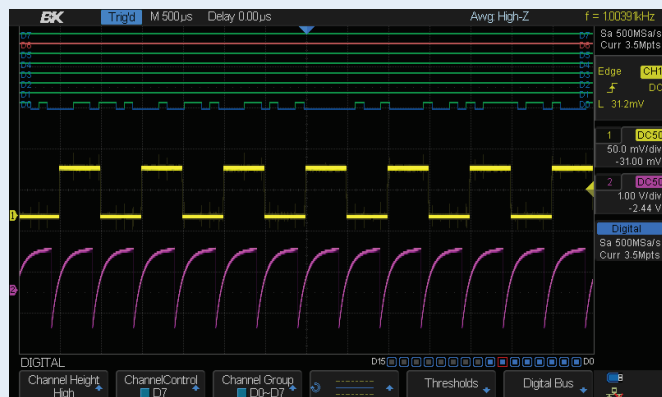 BK Trig'd M 500µs Delay 0.00µs Awg: High-Z f = 1.00391kHz
Sa 500MSa/s
Curr 3.5Mpts
D7
D6
D5
D4
D3
D2
D1
D0
Edge CH1
DC
L 31.2mV
1 DC50
50.0 mV/div
-31.00 mV
2 DC50
1.00 V/div
-2.44 V
Digital
Sa 500MSa/s
Curr 3.5Mpts
1
2
DIGITAL D15 D0
Channel Height ChannelControl Channel Group Thresholds Digital Bus
High D7 D0~D7